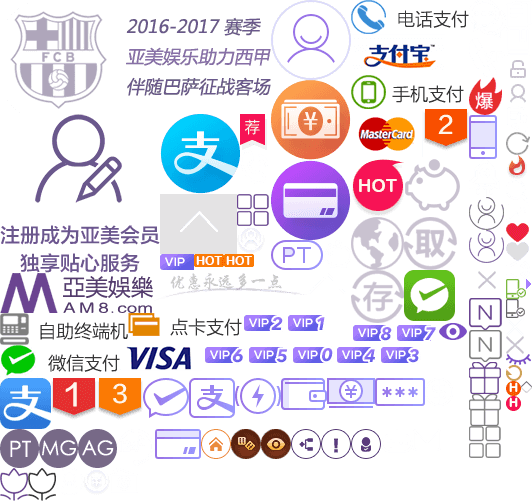 2016-2017 赛季
亚美娱乐助力西甲
伴随巴萨征战客场
FCB
电话支付
支付宝
手机支付
爆
荐
支
¥
MasterCard
2
HOT
注册成为亚美会员
独享贴心服务
VIP
HOT
HOT
PT
取
优惠永远多一点
存
亚美娱樂
AM8.com
自助终端机
点卡支付
VIP2
VIP1
VIP8
VIP7
N
微信支付
VISA
VIP6
VIP5
VIP0
VIP4
VIP3
N
支
1
3
支
¥
***
H
H
PT
MG
AG
!